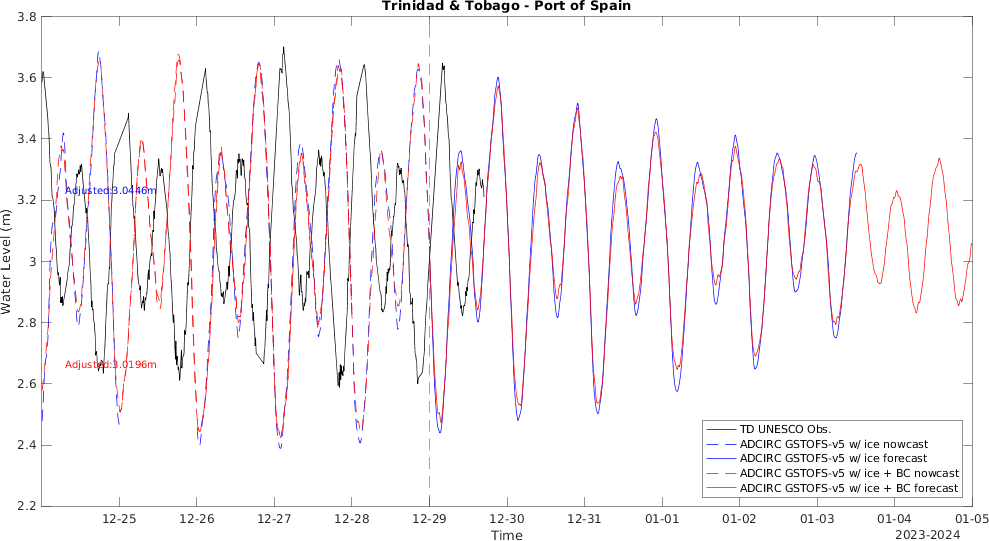 Trinidad & Tobago - Port of Spain
3.8
3.6
3.4
3.2
3
2.8
2.6
2.4
2.2
Water Level (m)
Adjusted:3.0446m
Adjusted:3.0196m
TD UNESCO Obs.
ADCIRC GSTOFS-v5 w/ ice nowcast
ADCIRC GSTOFS-v5 w/ ice forecast
ADCIRC GSTOFS-v5 w/ ice + BC nowcast
ADCIRC GSTOFS-v5 w/ ice + BC forecast
12-25 12-26 12-27 12-28 12-29 12-30 12-31 01-01 01-02 01-03 01-04 01-05
Time
2023-2024